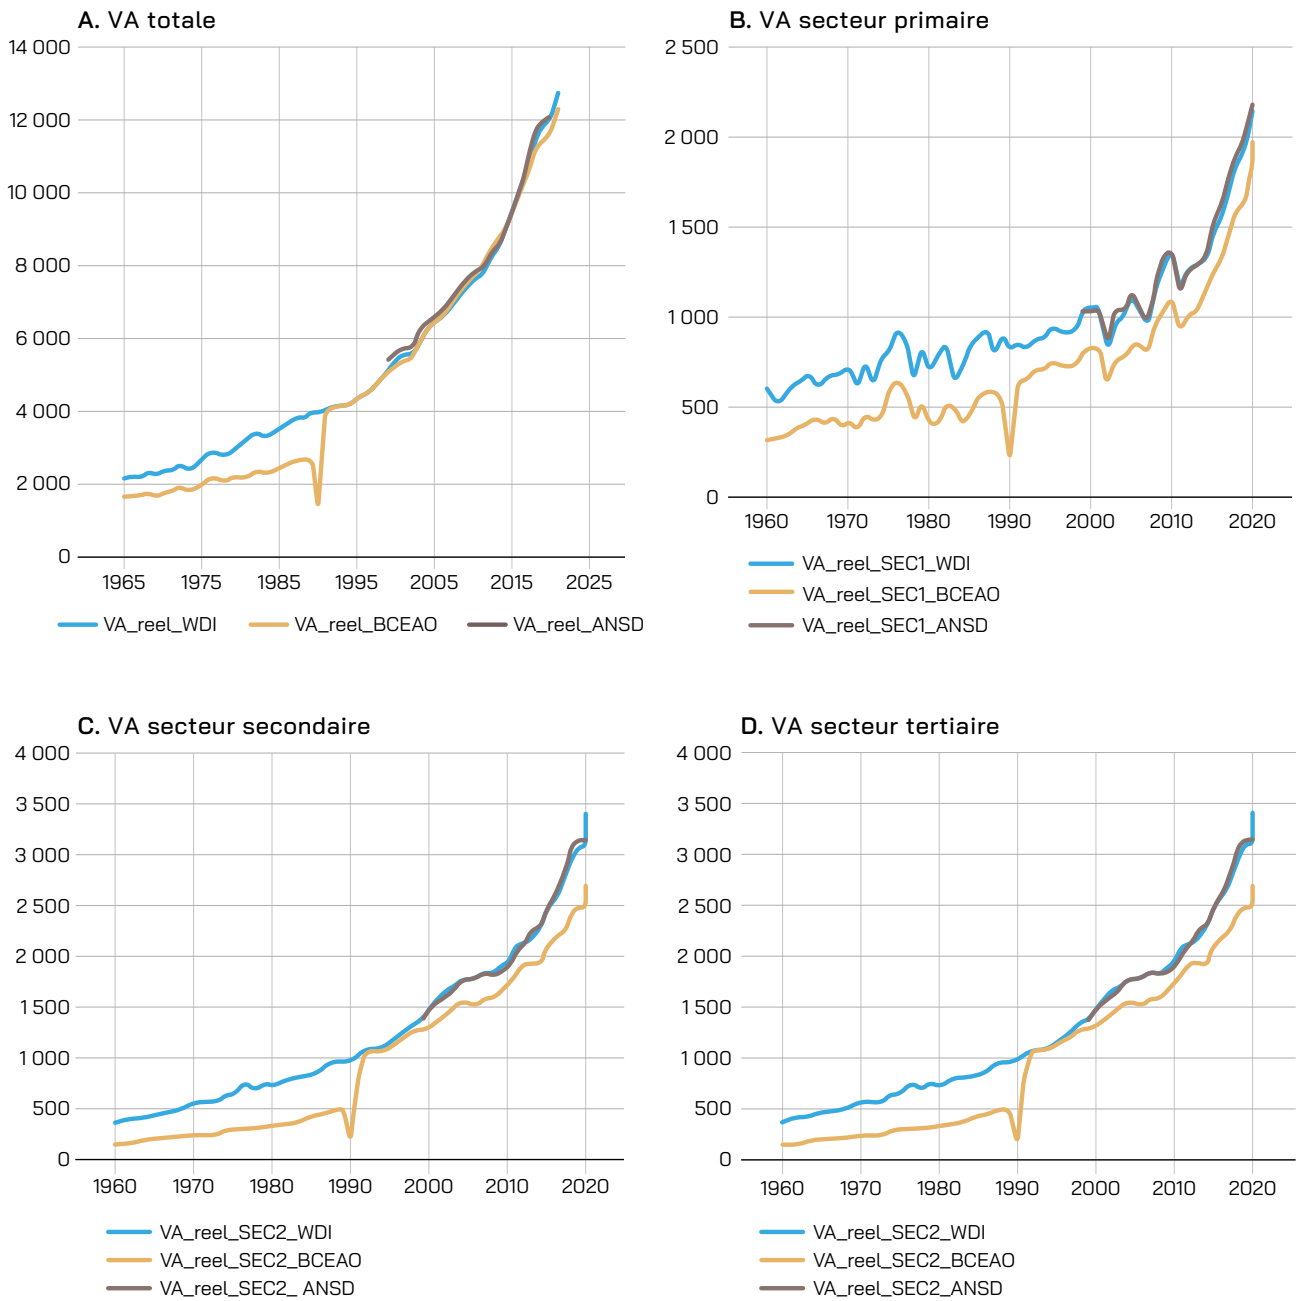 A. VA totale
14 000
12 000
10 000
8 000
6 000
4 000
2 000
0
1965 1975 1985 1995 2005 2015 2025
VA_reel_WDI VA_reel_BCEAO VA_reel_ANSD
B. VA secteur primaire
2 500
2 000
1 500
1 000
500
0
1960 1970 1980 1990 2000 2010 2020
VA_reel_SEC1_WDI
VA_reel_SEC1_BCEAO
VA_reel_SEC1_ANSD
C. VA secteur secondaire
4 000
3 500
3 000
2 500
2 000
1 500
1 000
500
0
1960 1970 1980 1990 2000 2010 2020
VA_reel_SEC2_WDI
VA_reel_SEC2_BCEAO
VA_reel_SEC2_ ANSD
D. VA secteur tertiaire
4 000
3 500
3 000
2 500
2 000
1 500
1 000
500
0
1960 1970 1980 1990 2000 2010 2020
VA_reel_SEC2_WDI
VA_reel_SEC2_BCEAO
VA_reel_SEC2_ANSD